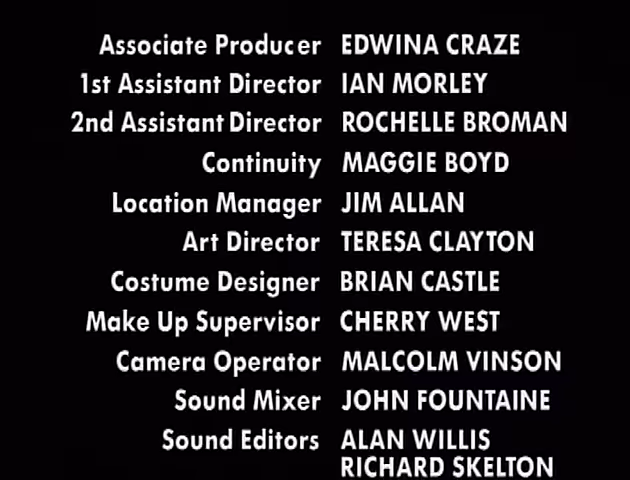 Associate Producer EDWINA CRAZE
1st Assistant Director IAN MORLEY
2nd Assistant Director ROCHELLE BROMAN
Continuity MAGGIE BOYD
Location Manager JIM ALLAN
Art Director TERESA CLAYTON
Costume Designer BRIAN CASTLE
Make Up Supervisor CHERRY WEST
Camera Operator MALCOLM VINSON
Sound Mixer JOHN FOUNTAINE
Sound Editors ALAN WILLIS
RICHARD SKELTON